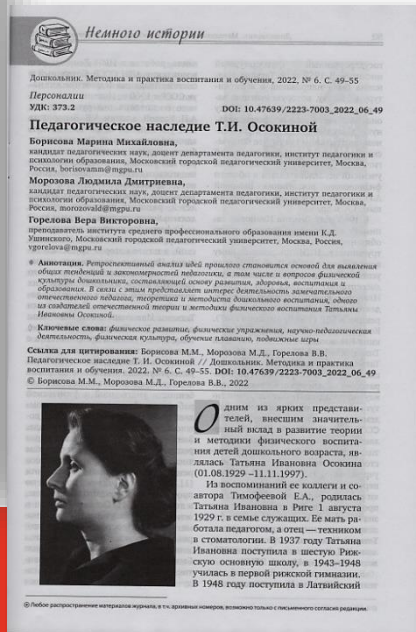 Немного истории
Дошкольник. Методика и практика воспитания и обучения, 2022, № 6. С. 49–55
Персоналии
УДК: 373.2
DOI: 10.47639/2223-7003_2022_06_49
Педагогическое наследие Т.И. Осокиной
Борисова Марина Михайловна,
кандидат педагогических наук, доцент департамента педагогики, институт педагогики и
психологии образования, Московский городской педагогический университет, Москва,
Россия, borisovamm@mgpu.ru
Морозова Людмила Дмитриевна,
кандидат педагогических наук, доцент департамента педагогики, институт педагогики и
психологии образования, Московский городской педагогический университет, Москва,
Россия, morozovald@mgpu.ru
Горелова Вера Викторовна,
преподаватель института среднего профессионального образования имени К.Д.
Ушинского, Московский городской педагогический университет, Москва, Россия,
vgorelova@mgpu.ru
Аннотация. Ретроспективный анализ идей прошлого становится основой для выявления
общих тенденций и закономерностей педагогики, в том числе и вопросов физической
культуры дошкольника, составляющей основу развития, здоровья, воспитания и
образования. В связи с этим представляет интерес деятельность замечательного
отечественного педагога, теоретика и методиста дошкольного воспитания, одного
из создателей отечественной теории и методики физического воспитания Татьяны
Ивановны Осокиной.
Ключевые слова: физическое развитие, физические упражнения, научно-педагогическая
деятельность, физическая культура, обучение плаванию, подвижные игры
Ссылка для цитирования: Борисова М.М., Морозова М.Д., Горелова В.В.
Педагогическое наследие Т.И. Осокиной // Дошкольник. Методика и практика
воспитания и обучения. 2022. № 6. С. 49–55. DOI: 10.47639/2223-7003_2022_06_49
© Борисова М.М., Морозова М.Д., Горелова В.В., 2022
Одним из ярких представи-
телей, внесшим значитель-
ный вклад в развитие теории
и методики физического воспита-
ния детей дошкольного возраста, яв-
лялась Татьяна Ивановна Осокина
(01.08.1929 –11.11.1997).
Из воспоминаний ее коллеги и со-
автора Тимофеевой Е.А., родилась
Татьяна Ивановна в Риге 1 августа
1929 г. в семье служащих. Ее мать ра-
ботала педагогом, а отец — техником
в стоматологии. В 1937 году Татьяна
Ивановна поступила в шестую Риж-
скую основную школу, в 1943–1948
училась в первой рижской гимназии.
В 1948 году поступила в Латвийский
Любое распространение материалов журнала, в т.ч. архивных номеров, возможно только с письменного согласия редакции.